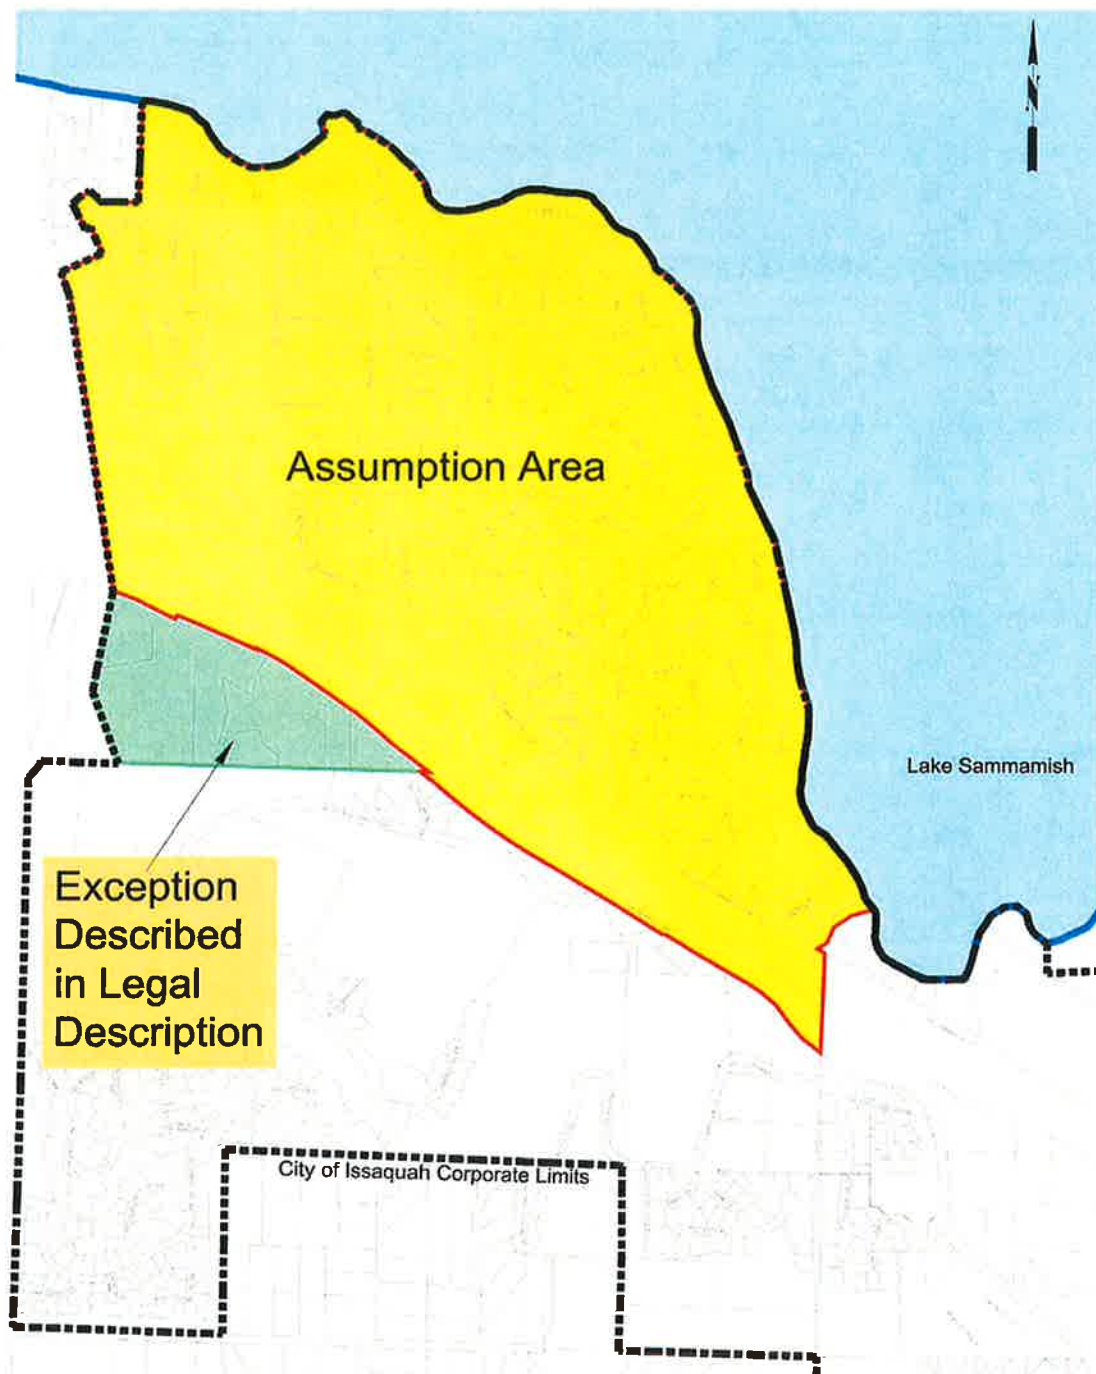 N
Assumption Area
Lake Sammamish
Exception
Described
in Legal
Description
City of Issaquah Corporate Limits